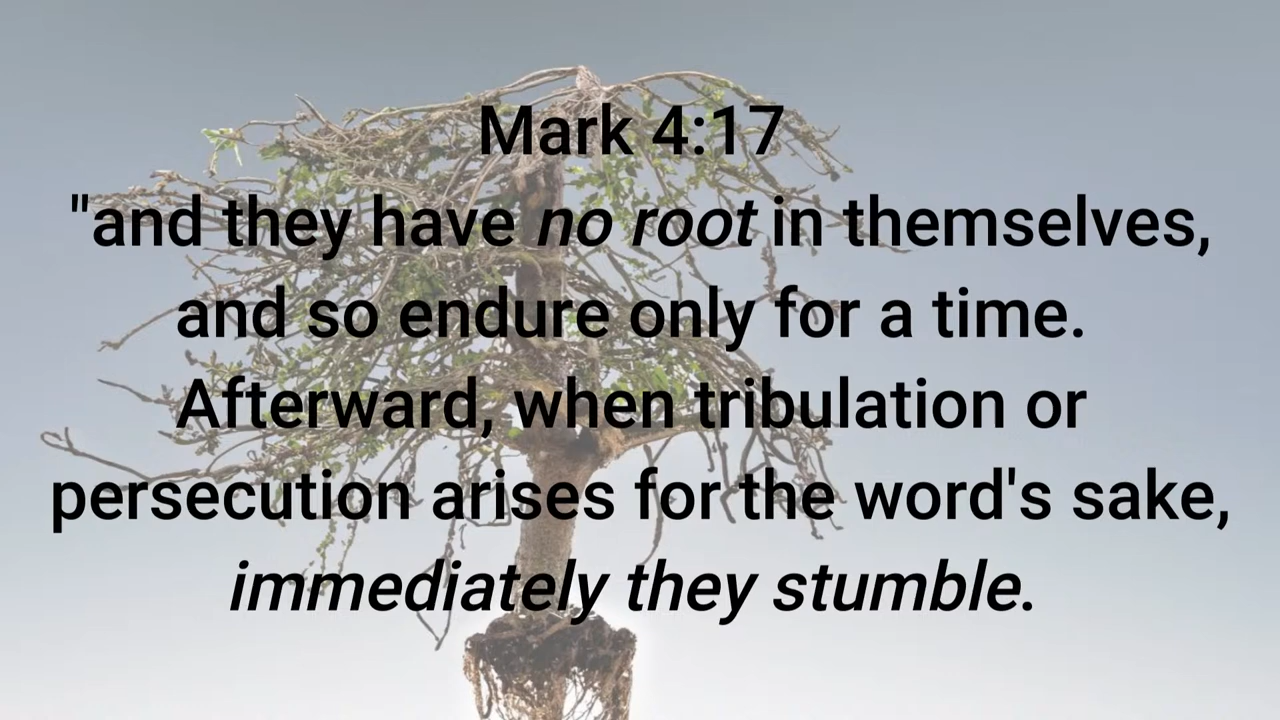 Mark 4:17
"and they have no root in themselves,
and so endure only for a time.
Afterward, when tribulation or
persecution arises for the word's sake,
immediately they stumble.